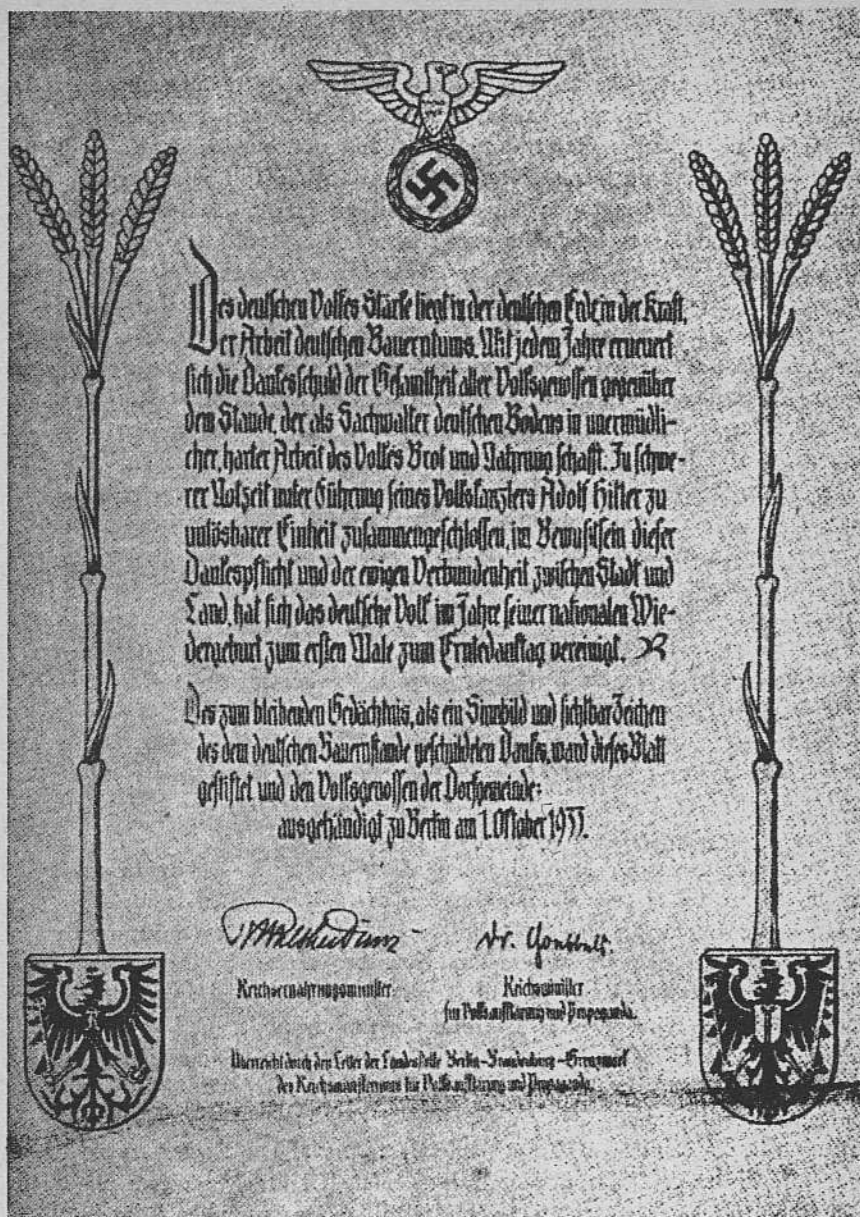 Des deutschen Volkes Stärke liegt in der deutschen Erde, in der Kraft,
Der Arbeit deutschen Bauerntums. Mit jedem Jahre erneuert
sich die Dankesschuld der Gesamtheit aller Volksgenossen gegenüber
dem Stande, der als Sachwalter deutschen Bodens in unermüdli-
cher, harter Arbeit des Volkes Brot und Nahrung schafft. In schwe-
rer Notzeit unter Führung seines Volkskanzlers Adolf Hitler zu
unlösbarer Einheit zusammengeschlossen, im Bewußtsein dieser
Dankespflicht und der ewigen Verbundenheit zwischen Stadt und
Land, hat sich das deutsche Volk im Jahre seiner nationalen Wie-
dergeburt zum ersten Male zum Erntedanktag vereinigt.
Des zum bleibenden Gedächtnis, als ein Sinnbild und sichtbar Zeichen
des dem deutschen Bauernstande geschuldeten Dankes, ward dieses Blatt
gestiftet und den Volksgenossen der Dorfgemeinde:
ausgehändigt zu Berlin am 1. Oktober 1933.
Dr. Goebbels.
Reichsernährungsminister
Reichsminister
für Volksaufklärung und Propaganda.
Überreicht durch den Leiter der Landesstelle Berlin-Brandenburg-Grenzmark
des Reichsministeriums für Volksaufklärung und Propaganda.